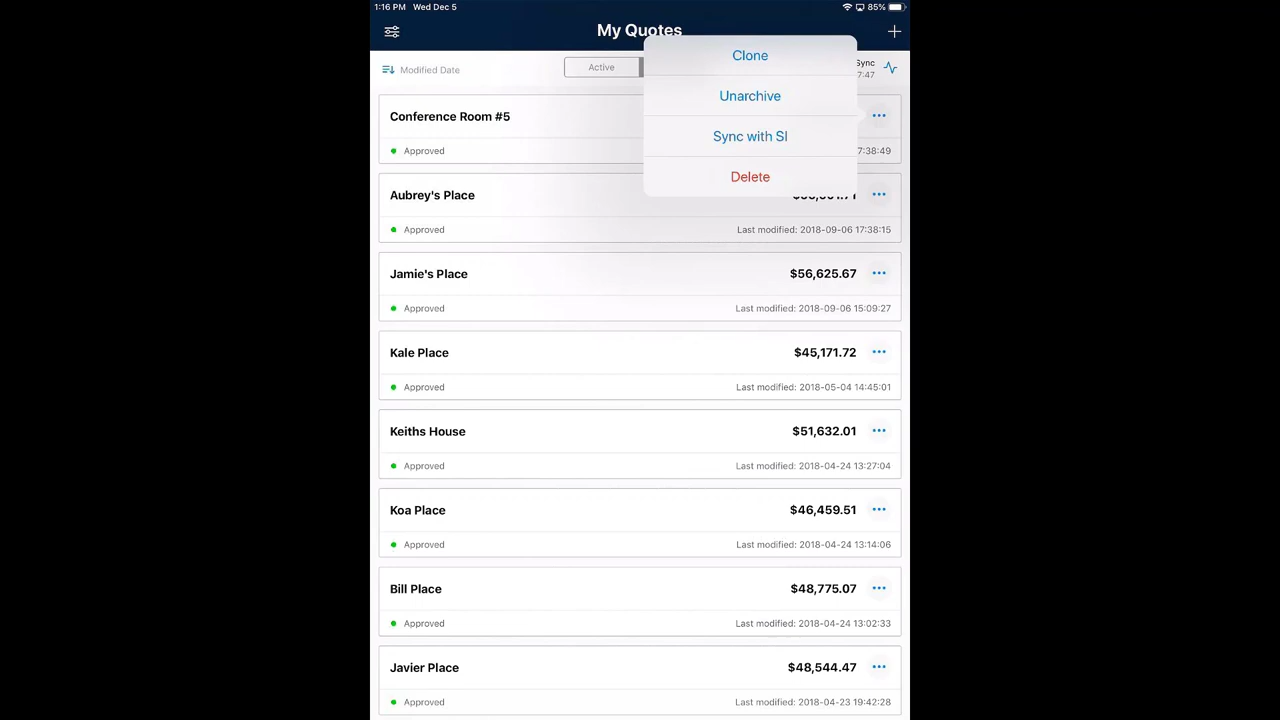 1:16 PM Wed Dec 5 85%
My Quotes
Modified Date
Active
Sync
7:47
Clone
Unarchive
Sync with SI
Delete
Conference Room #5
Approved
7:38:49
Aubrey's Place
Approved Last modified: 2018-09-06 17:38:15
Jamie's Place $56,625.67
Approved Last modified: 2018-09-06 15:09:27
Kale Place $45,171.72
Approved Last modified: 2018-05-04 14:45:01
Keiths House $51,632.01
Approved Last modified: 2018-04-24 13:27:04
Koa Place $46,459.51
Approved Last modified: 2018-04-24 13:14:06
Bill Place $48,775.07
Approved Last modified: 2018-04-24 13:02:33
Javier Place $48,544.47
Approved Last modified: 2018-04-23 19:42:28